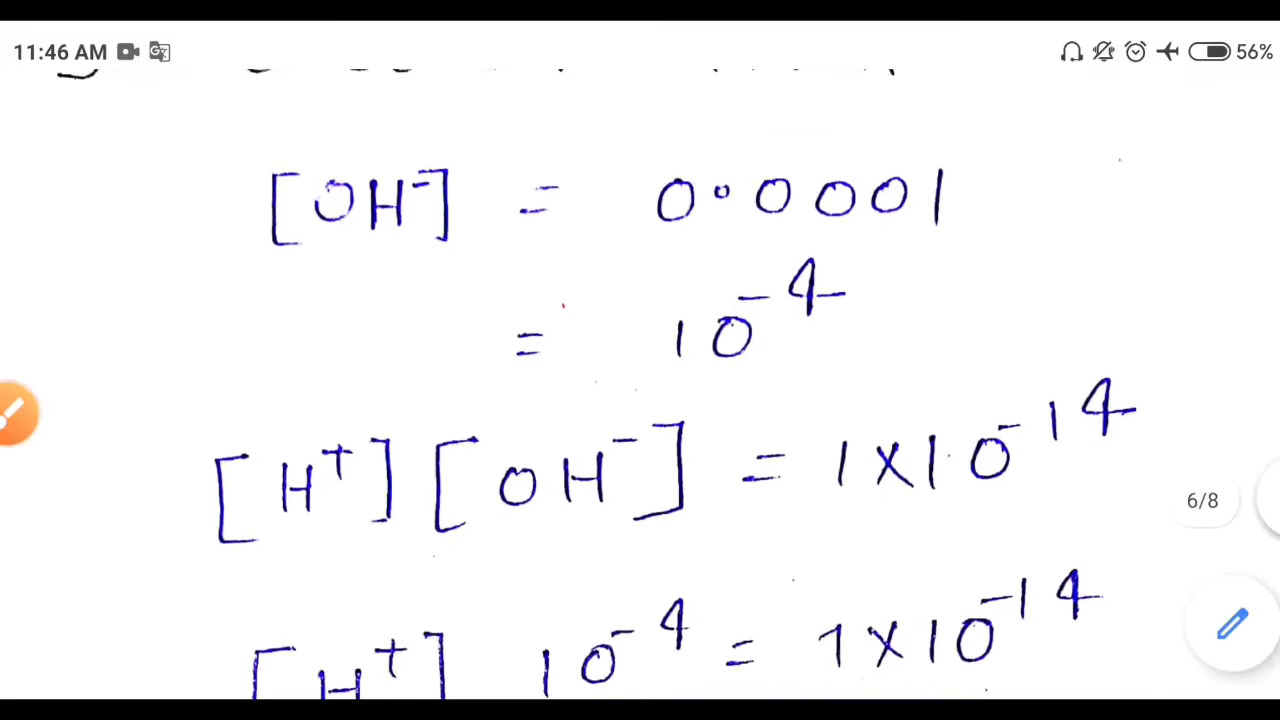 11:46 AM 56%
[OH⁻] = 0.0001
= 10⁻⁴
[H⁺][OH⁻] = 1×10⁻¹⁴
6/8
[H⁺] 10⁻⁴ = 1×10⁻¹⁴